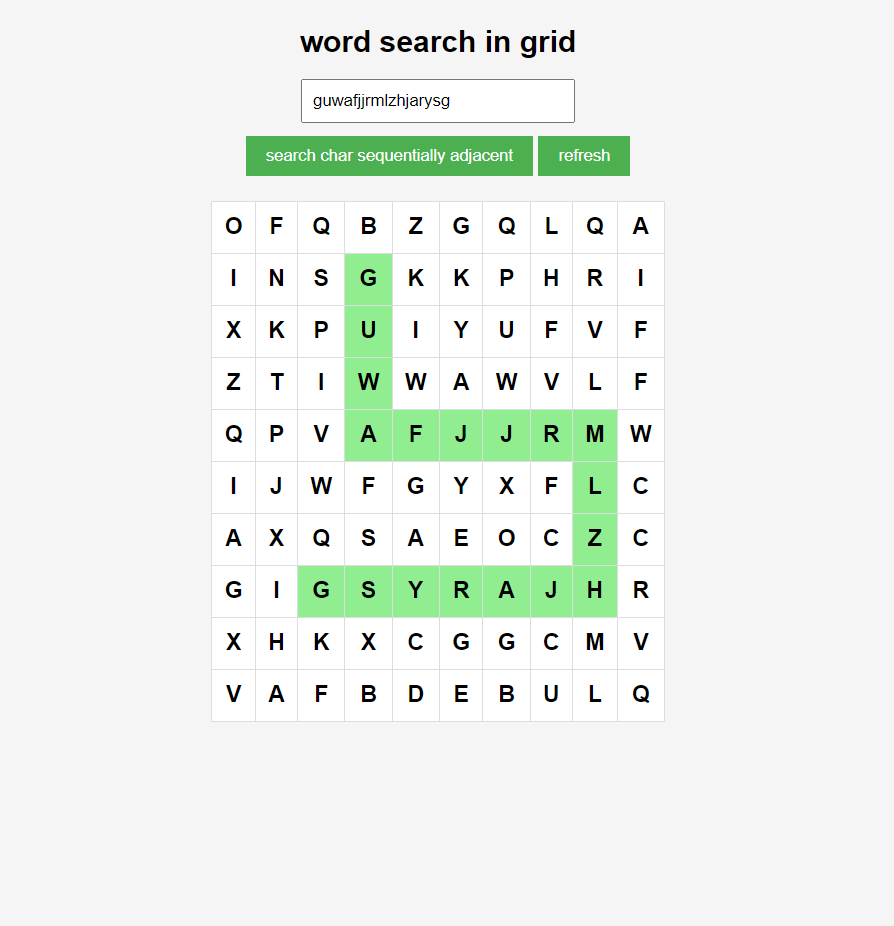 word search in grid
guwafjjrmlzhjarysg
search char sequentially adjacent refresh
O F Q B Z G Q L Q A
I N S G K K P H R I
X K P U I Y U F V F
Z T I W W A W V L F
Q P V A F J J R M W
I J W F G Y X F L C
A X Q S A E O C Z C
G I G S Y R A J H R
X H K X C G G C M V
V A F B D E B U L Q